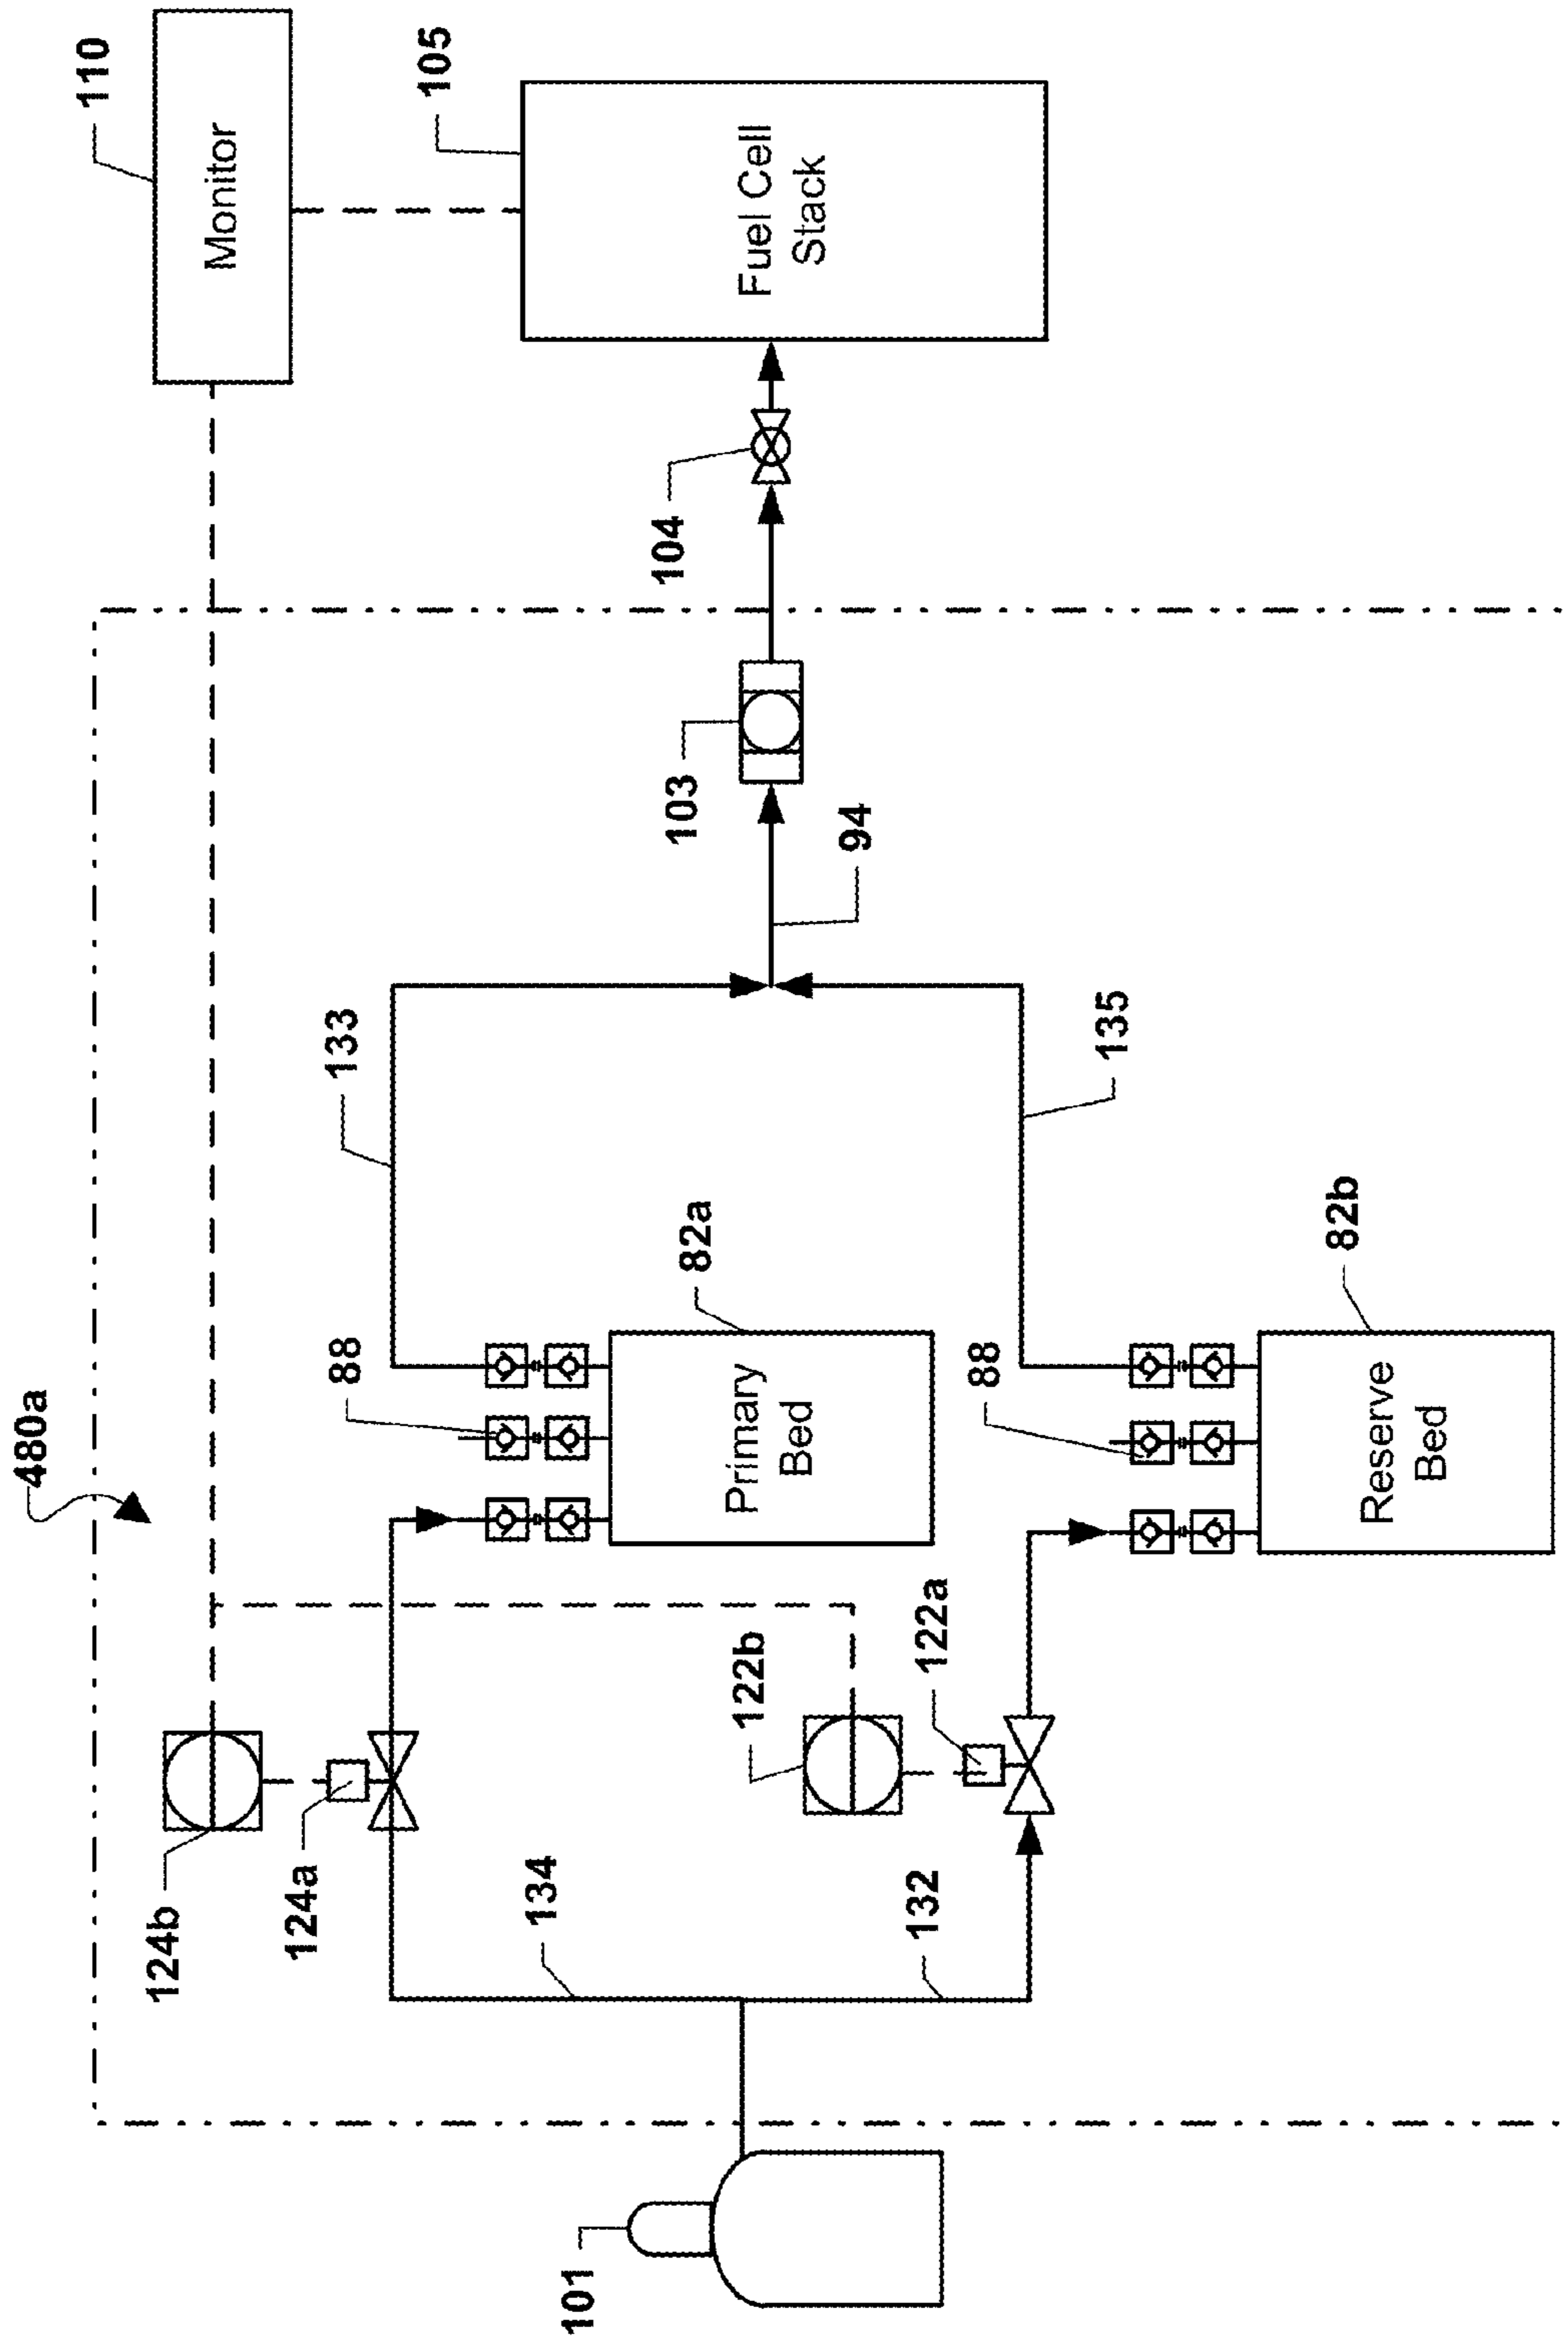 480a
110
Monitor
105
Fuel Cell
Stack
104
103
94
133
135
88
82a
Primary
Bed
88
82b
Reserve
Bed
124b
124a
122b
122a
134
132
101